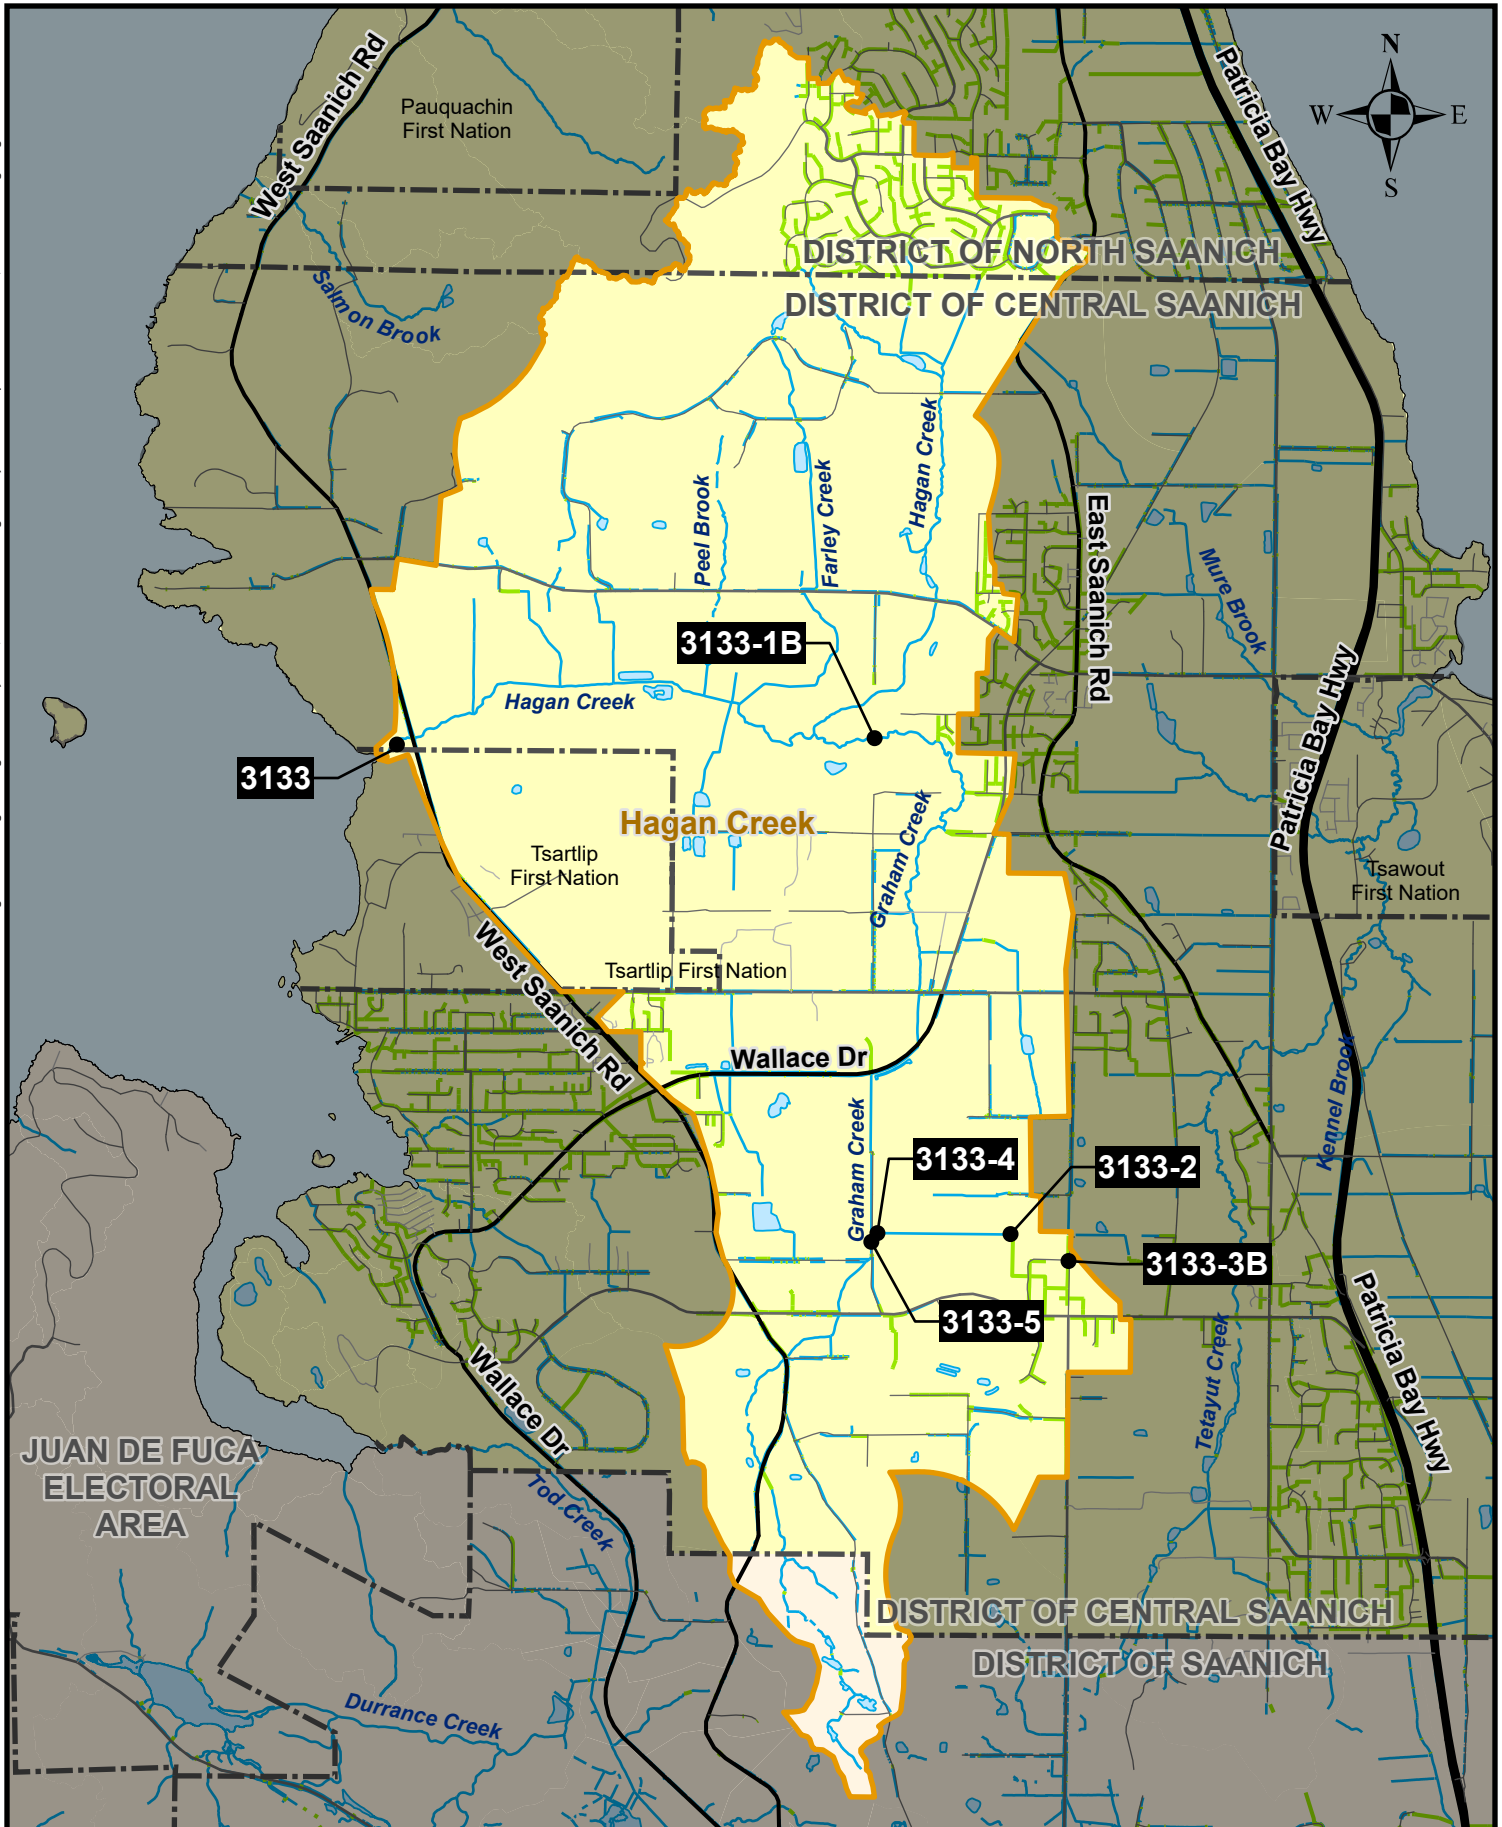 N
W
E
S
West Saanich Rd
Pauquachin
First Nation
Patricia Bay Hwy
DISTRICT OF NORTH SAANICH
DISTRICT OF CENTRAL SAANICH
Salmon Brook
Peel Brook
Farley Creek
Hagan Creek
East Saanich Rd
Mure Brook
3133-1B
Hagan Creek
3133
Patricia Bay Hwy
Hagan Creek
Tsartlip
First Nation
Graham Creek
Tsawout
First Nation
West Saanich Rd
Tsartlip First Nation
Wallace Dr
Kennel Brook
Graham Creek
3133-4
3133-2
3133-3B
3133-5
Wallace Dr
Tetayut Creek
Patricia Bay Hwy
JUAN DE FUCA
ELECTORAL
AREA
Tod Creek
DISTRICT OF CENTRAL SAANICH
DISTRICT OF SAANICH
Durrance Creek